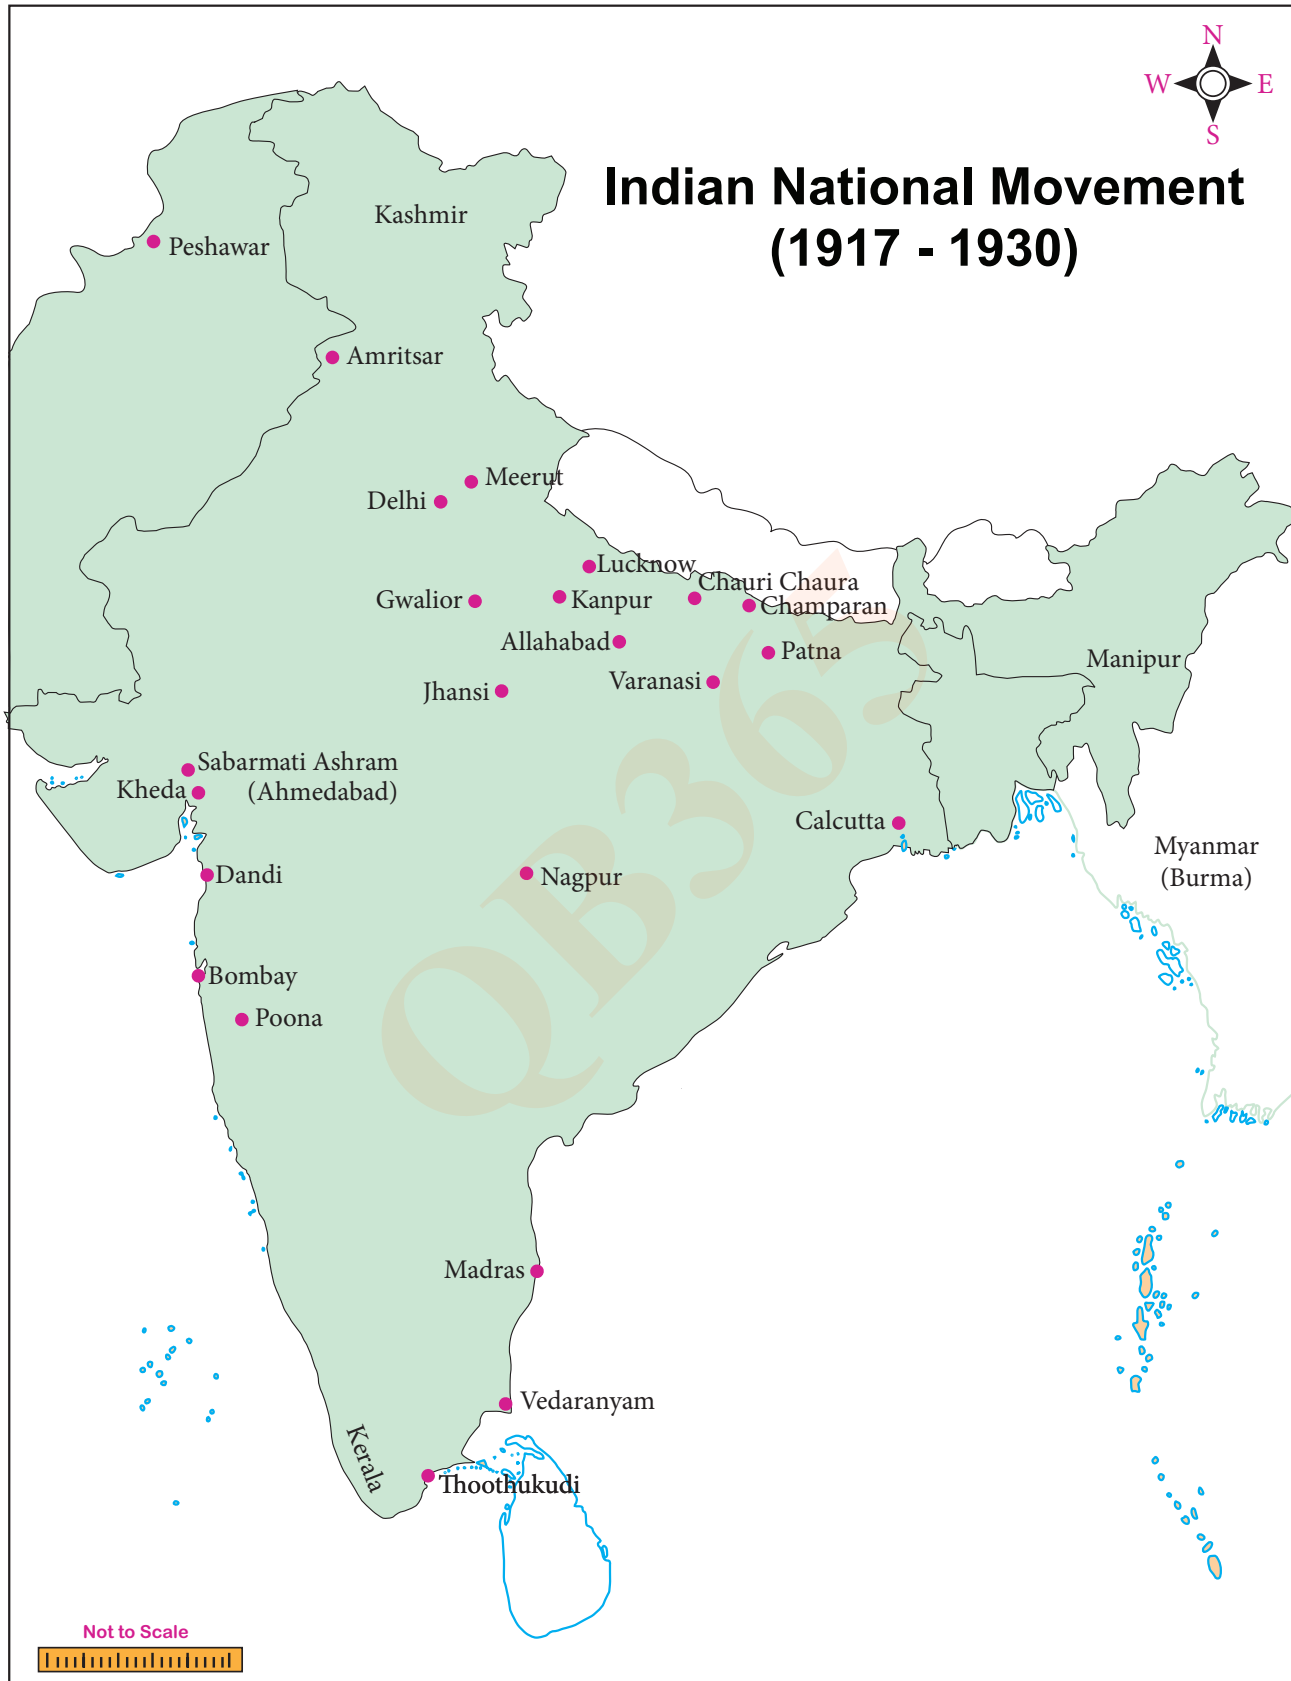 N
W E
S
Indian National Movement
(1917 - 1930)
Kashmir
Peshawar
Amritsar
Meerut
Delhi
Lucknow
Chauri Chaura
Gwalior
Kanpur
Champaran
Allahabad
Patna
Manipur
Varanasi
Jhansi
Sabarmati Ashram
(Ahmedabad)
Kheda
Calcutta
Myanmar
(Burma)
Dandi
Nagpur
Bombay
Poona
Madras
Vedaranyam
Kerala
Thoothukudi
Not to Scale
QB365